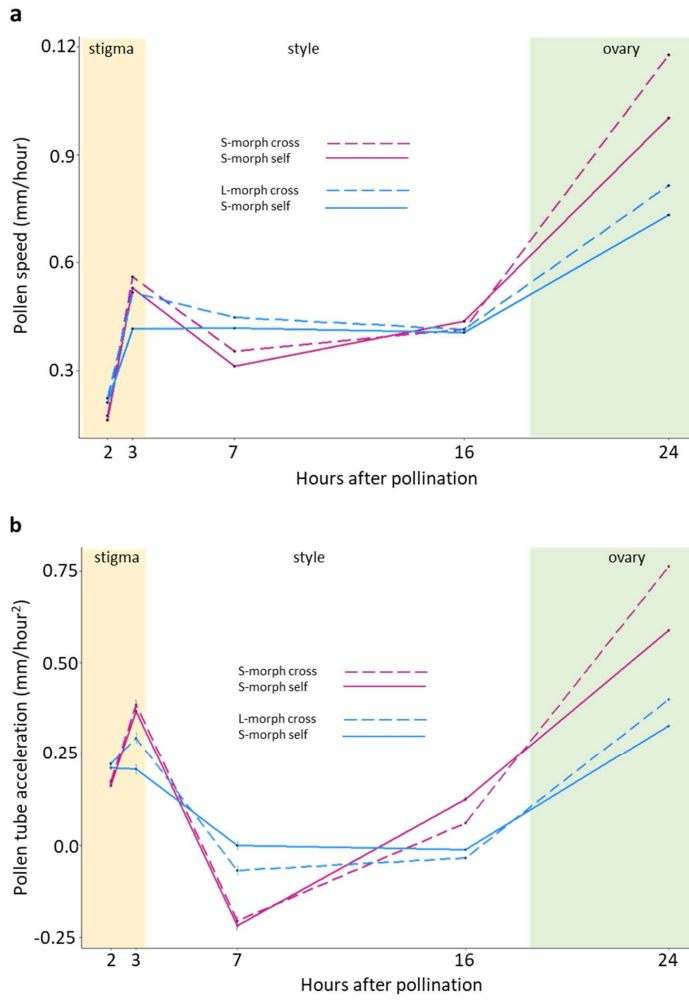 a
stigma style ovary
0.12
0.9
0.6
0.3
Pollen speed (mm/hour)
S-morph cross
S-morph self
L-morph cross
S-morph self
2 3 7 16 24
Hours after pollination
b
stigma style ovary
0.75
0.50
0.25
0.0
-0.25
Pollen tube acceleration (mm/hour²)
S-morph cross
S-morph self
L-morph cross
S-morph self
2 3 7 16 24
Hours after pollination